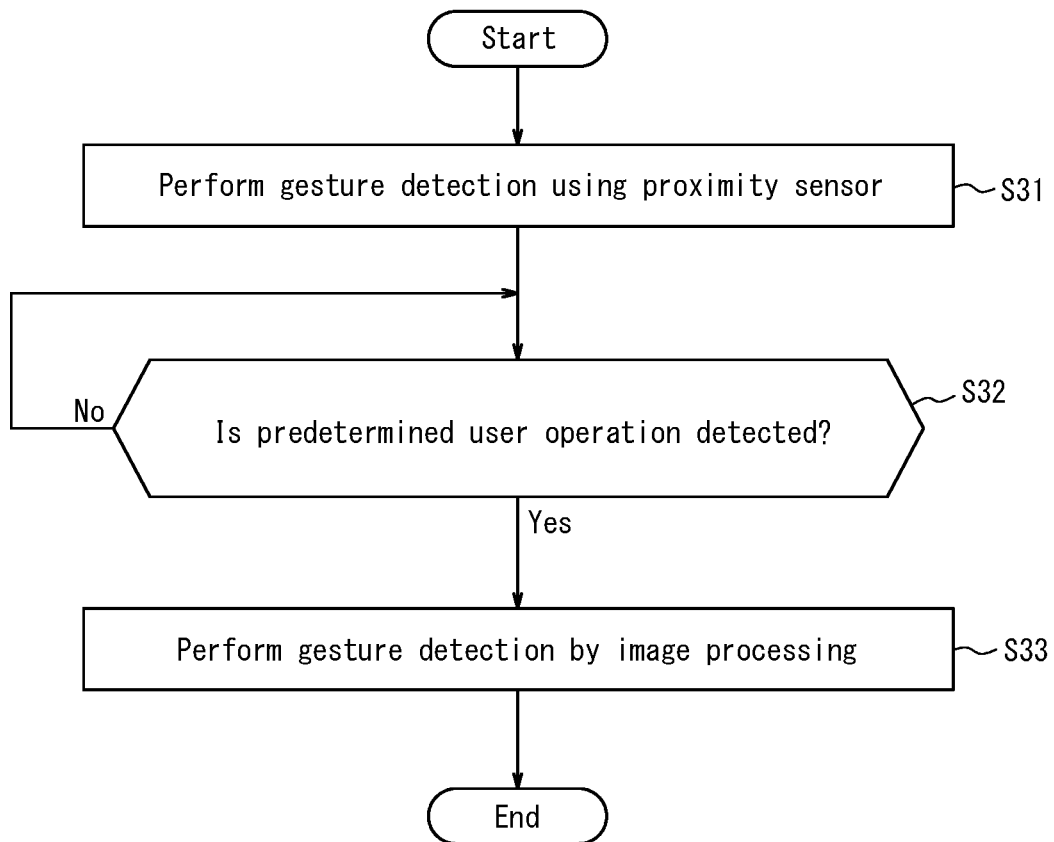 Start
Perform gesture detection using proximity sensor
S31
S32
No
Is predetermined user operation detected?
Yes
Perform gesture detection by image processing
S33
End